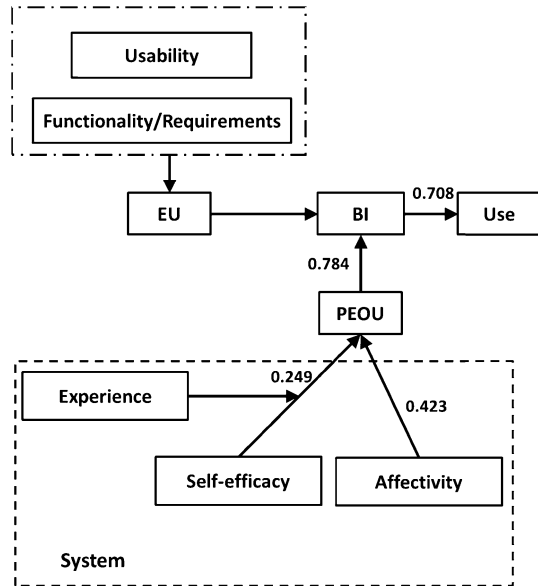 Usability
Functionality/Requirements
EU
BI
0.708
Use
0.784
PEOU
0.249
Experience
0.423
Self-efficacy
Affectivity
System